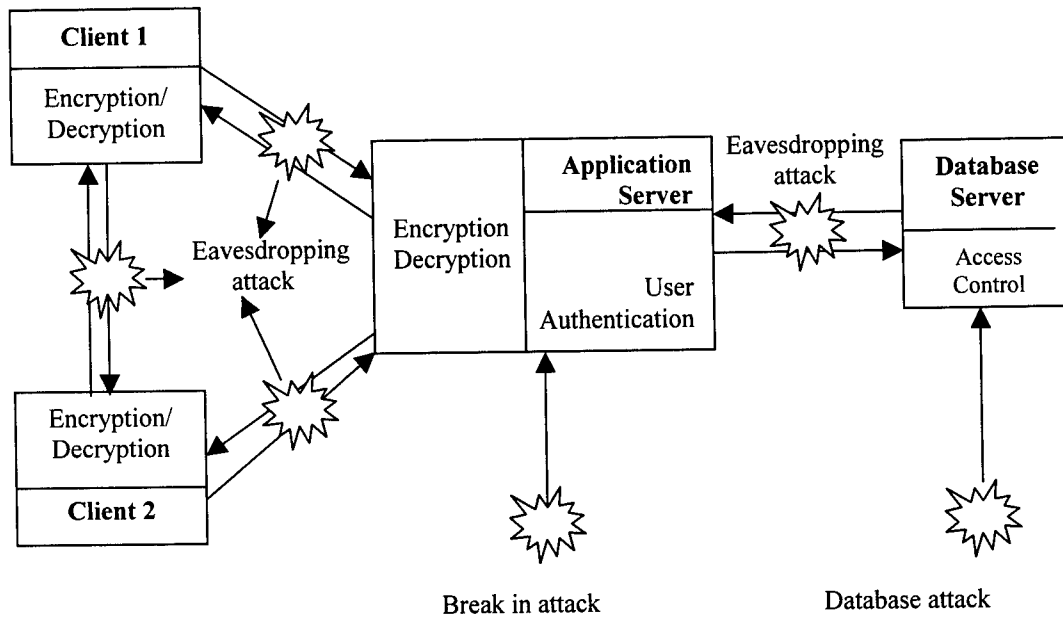 Client 1
Encryption/
Decryption
Eavesdropping
attack
Encryption/
Decryption
Client 2
Encryption
Decryption
Application
Server
User
Authentication
Eavesdropping
attack
Database
Server
Access
Control
Break in attack
Database attack